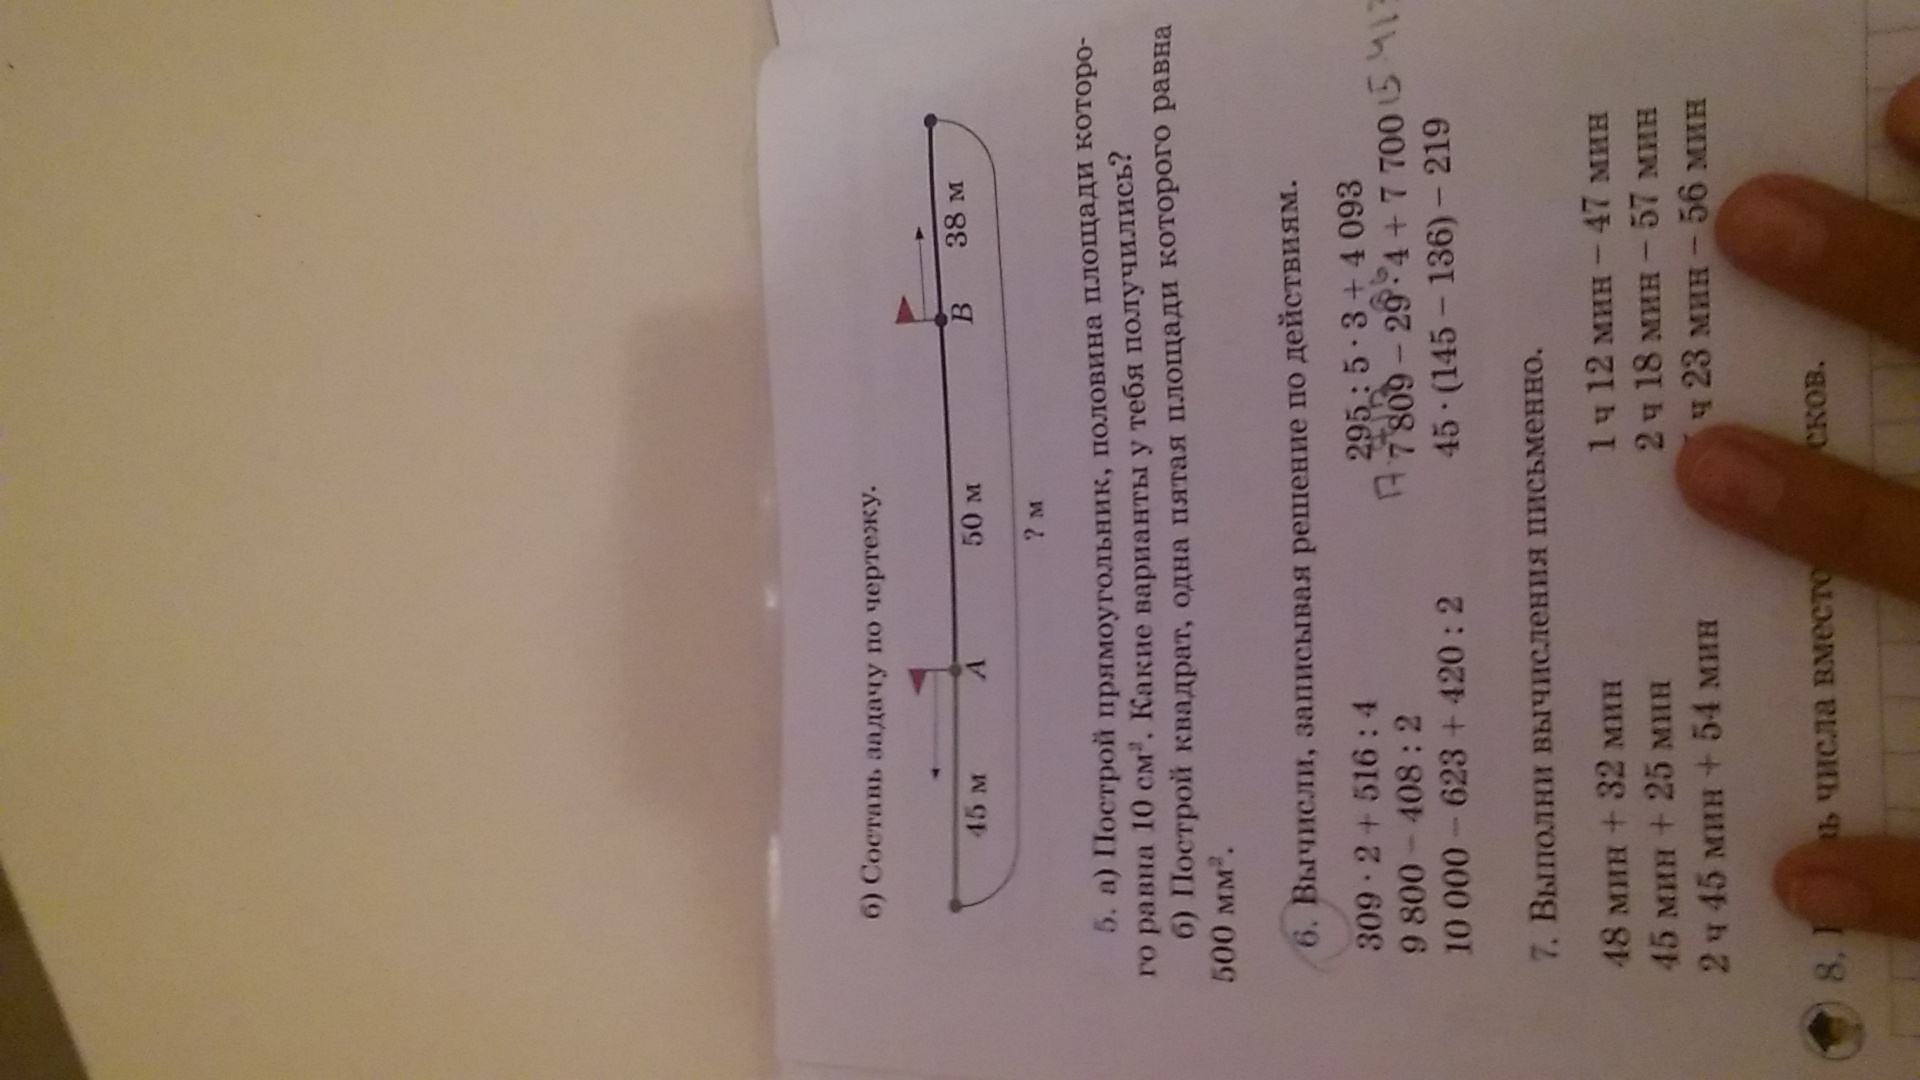 б) Составь задачу по чертежу.
45 м A 50 м B 38 м
? м
5. а) Построй прямоугольник, половина площади которо-
го равна 10 см². Какие варианты у тебя получились?
б) Построй квадрат, одна пятая площади которого равна
500 мм².
6. Вычисли, записывая решение по действиям.
309 · 2 + 516 : 4 295 : 5 · 3 + 4 093
9 800 – 408 : 2 7 809 – 29 · 4 + 7 700
10 000 – 623 + 420 : 2 45 · (145 – 136) – 219
7. Выполни вычисления письменно.
48 мин + 32 мин 1 ч 12 мин – 47 мин
45 мин + 25 мин 2 ч 18 мин – 57 мин
2 ч 45 мин + 54 мин ч 23 мин – 56 мин
8. числа